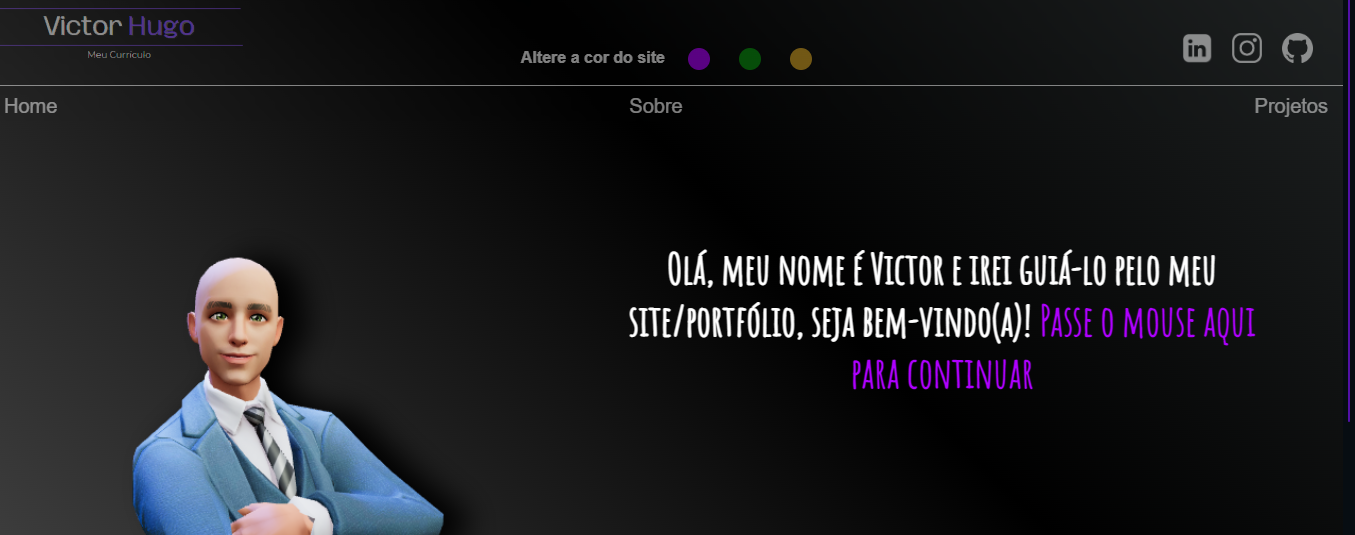 Victor Hugo
Meu Currículo
Altere a cor do site
Home
Sobre
Projetos
Olá, meu nome é Victor e irei guiá-lo pelo meu
site/portfólio, seja bem-vindo(a)! Passe o mouse aqui
para continuar